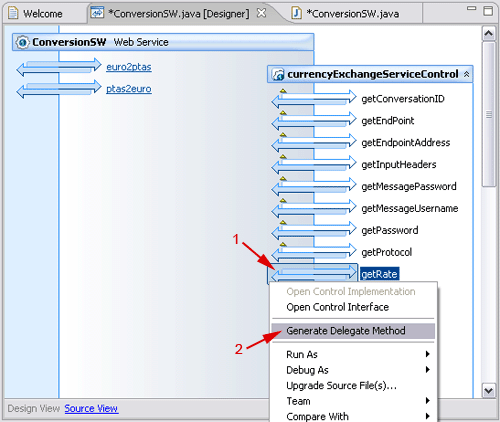 Welcome
*ConversionSW.java [Designer]
*ConversionSW.java
ConversionSW Web Service
euro2ptas
ptas2euro
currencyExchangeServiceControl
getConversationID
getEndPoint
getEndpointAddress
getInputHeaders
getMessagePassword
getMessageUsername
getPassword
getProtocol
1
getRate
Open Control Implementation
Open Control Interface
2
Generate Delegate Method
Run As
Debug As
Upgrade Source File(s)...
Team
Compare With
Design View Source View